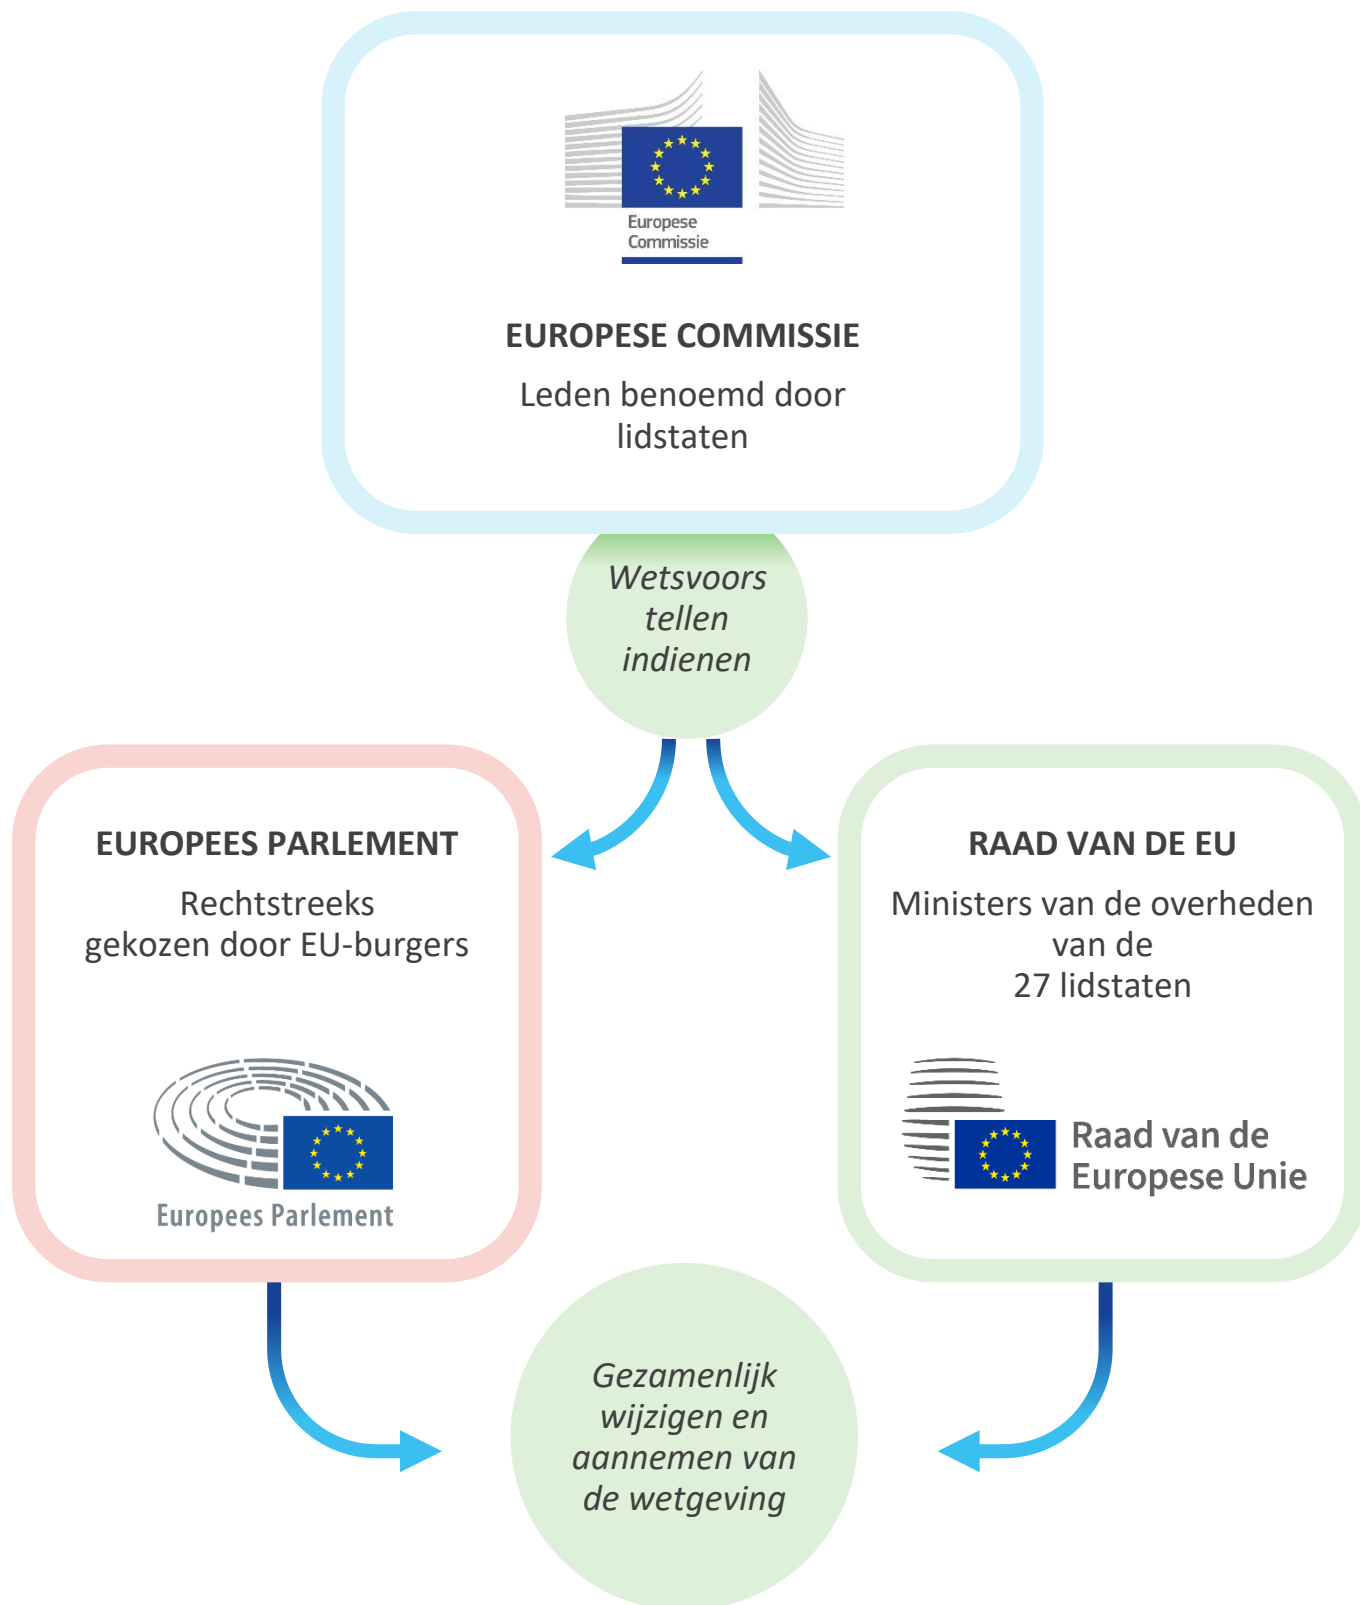 Europese
Commissie
EUROPESE COMMISSIE
Leden benoemd door
lidstaten
Wetsvoors
tellen
indienen
EUROPEES PARLEMENT
Rechtstreeks
gekozen door EU-burgers
Europees Parlement
RAAD VAN DE EU
Ministers van de overheden
van de
27 lidstaten
Raad van de
Europese Unie
Gezamenlijk
wijzigen en
aannemen van
de wetgeving